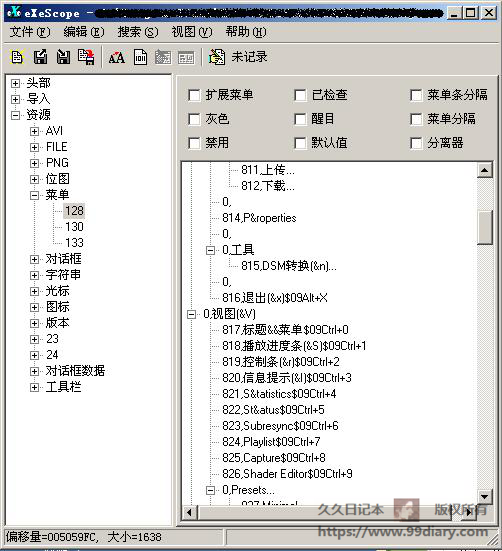 eXeScope -
文件(F) 编辑(E) 搜索(S) 视图(V) 帮助(H)
未记录
头部
导入
资源
AVI
FILE
PNG
位图
菜单
128
130
133
对话框
字符串
光标
图标
版本
23
24
对话框数据
工具栏
扩展菜单 已检查 菜单条分隔
灰色 醒目 菜单分隔
禁用 默认值 分离器
811,上传...
812,下载...
0,
814,P&roperties
0,
0,工具
815,DSM转换(&n)...
0,
816,退出(&x)$09Alt+X
0,视图(&V)
817,标题&&菜单$09Ctrl+0
818,播放进度条(&S)$09Ctrl+1
819,控制条(&r)$09Ctrl+2
820,信息提示(&I)$09Ctrl+3
821,S&tatistics$09Ctrl+4
822,St&atus$09Ctrl+5
823,Subresync$09Ctrl+6
824,Playlist$09Ctrl+7
825,Capture$09Ctrl+8
826,Shader Editor$09Ctrl+9
0,Presets...
827,Minimal
久久日记本 版权所有
https://www.99diary.com
偏移量=005059FC, 大小=1638